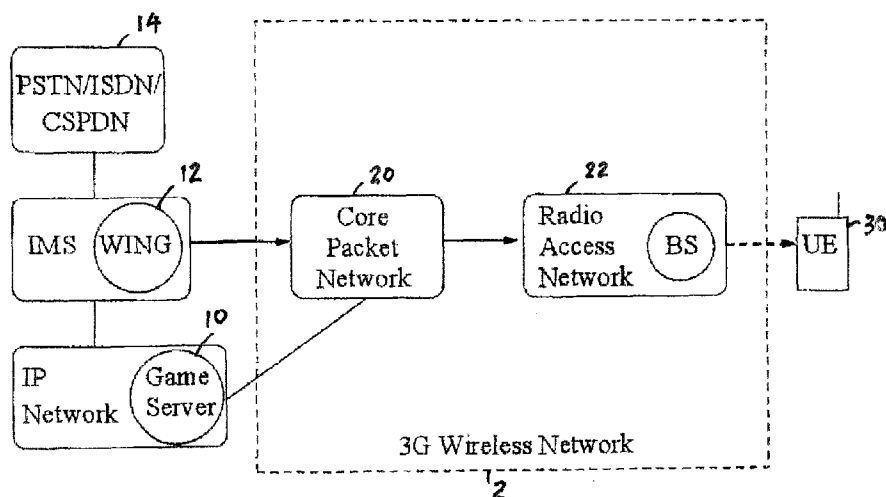 14
PSTN/ISDN/
CSPDN
12
IMS
WING
10
IP
Network
Game
Server
20
Core
Packet
Network
22
Radio
Access
Network
BS
30
UE
3G Wireless Network
2